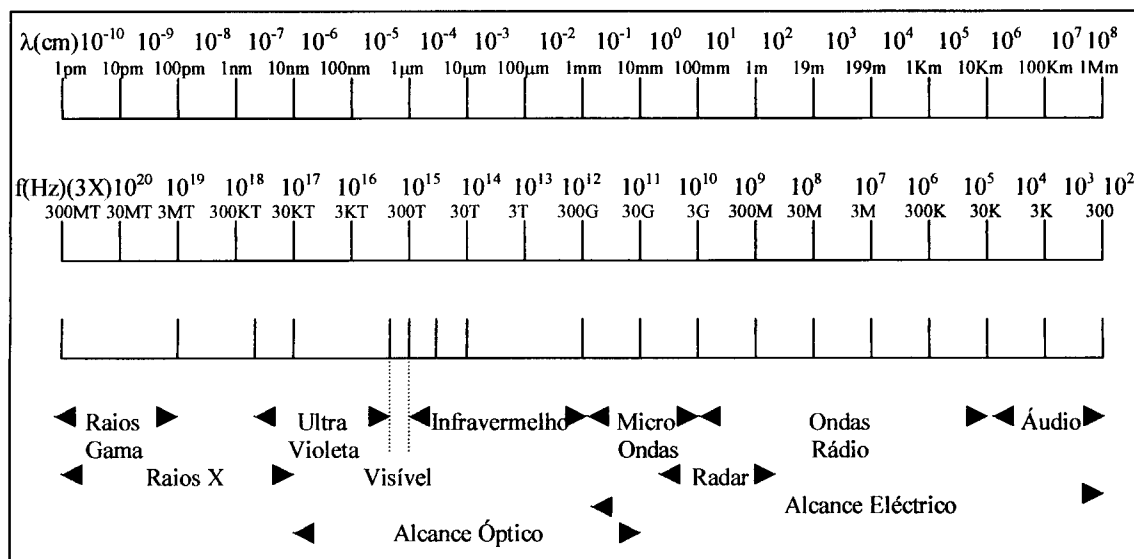 λ(cm)10⁻¹⁰ 10⁻⁹ 10⁻⁸ 10⁻⁷ 10⁻⁶ 10⁻⁵ 10⁻⁴ 10⁻³ 10⁻² 10⁻¹ 10⁰ 10¹ 10² 10³ 10⁴ 10⁵ 10⁶ 10⁷ 10⁸
1pm 10pm 100pm 1nm 10nm 100nm 1µm 10µm 100µm 1mm 10mm 100mm 1m 19m 199m 1Km 10Km 100Km 1Mm
f(Hz)(3X)10²⁰ 10¹⁹ 10¹⁸ 10¹⁷ 10¹⁶ 10¹⁵ 10¹⁴ 10¹³ 10¹² 10¹¹ 10¹⁰ 10⁹ 10⁸ 10⁷ 10⁶ 10⁵ 10⁴ 10³ 10²
300MT 30MT 3MT 300KT 30KT 3KT 300T 30T 3T 300G 30G 3G 300M 30M 3M 300K 30K 3K 300
Raios Ultra Infravermelho Micro Ondas Áudio
Gama Violeta Ondas Rádio
Raios X Visível Radar
Alcance Eléctrico
Alcance Óptico